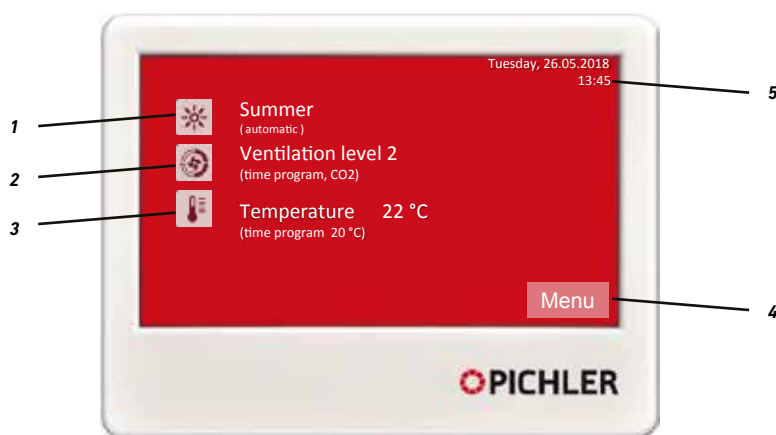 Tuesday, 26.05.2018
13:45
5
1
Summer
( automatic )
2
Ventilation level 2
(time program, CO2)
3
Temperature 22 °C
(time program 20 °C)
Menu
4
PICHLER